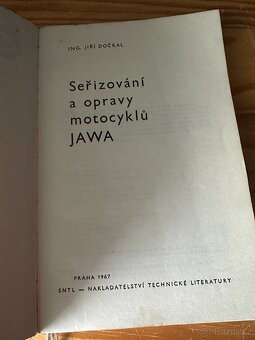 ING. JIŘÍ DOČKAL
Seřizování
a opravy
motocyklů
JAWA
PRAHA 1967
SNTL — NAKLADATELSTVÍ TECHNICKÉ LITERATURY